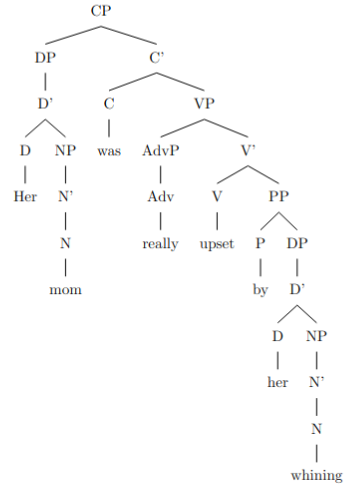 CP
DP C'
D' C VP
D NP was AdvP V'
Her N' Adv V PP
N really upset P DP
mom by D'
D NP
her N'
N
whining